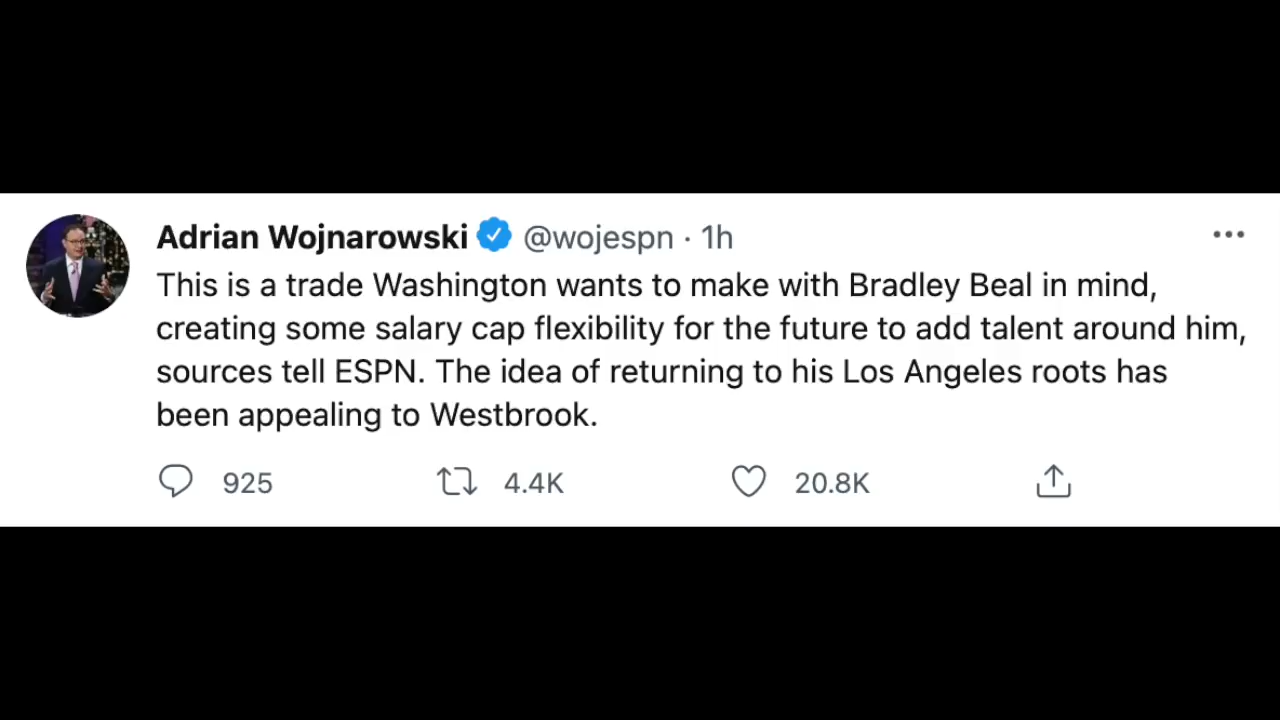 Adrian Wojnarowski @wojespn · 1h
This is a trade Washington wants to make with Bradley Beal in mind,
creating some salary cap flexibility for the future to add talent around him,
sources tell ESPN. The idea of returning to his Los Angeles roots has
been appealing to Westbrook.
925 4.4K 20.8K